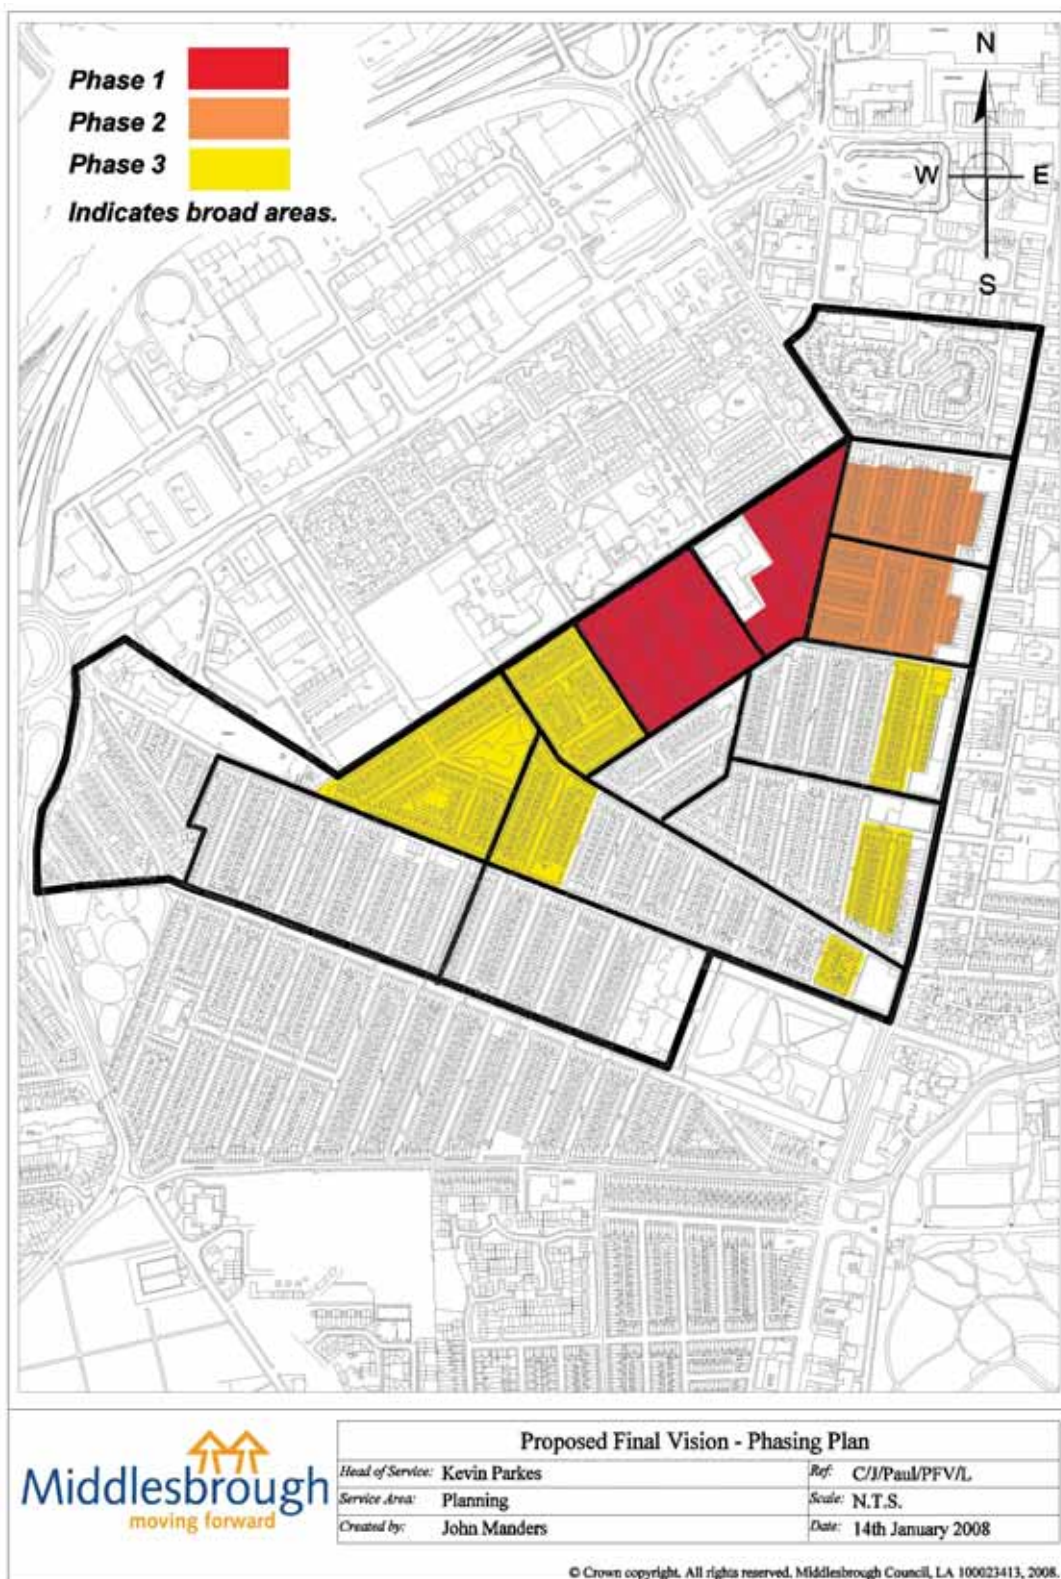 Phase 1
Phase 2
Phase 3
Indicates broad areas.
N
W E
S
Middlesbrough
moving forward
Proposed Final Vision - Phasing Plan
Head of Service: Kevin Parkes
Ref: C/J/Paul/PFV/L
Service Area: Planning
Scale: N.T.S.
Created by: John Manders
Date: 14th January 2008
© Crown copyright. All rights reserved. Middlesbrough Council, LA 100023413, 2008.